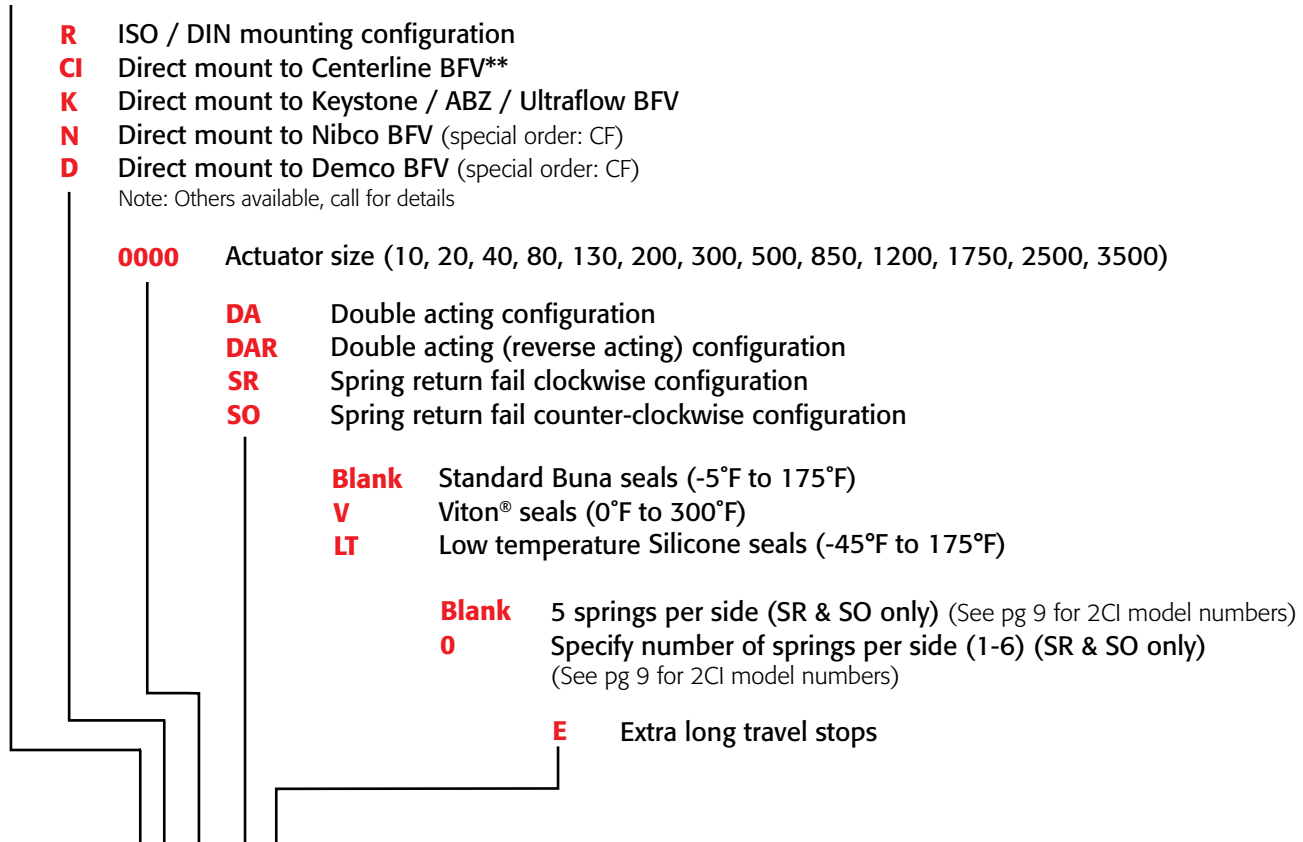 R ISO / DIN mounting configuration
CI Direct mount to Centerline BFV**
K Direct mount to Keystone / ABZ / Ultraflow BFV
N Direct mount to Nibco BFV (special order: CF)
D Direct mount to Demco BFV (special order: CF)
Note: Others available, call for details
0000 Actuator size (10, 20, 40, 80, 130, 200, 300, 500, 850, 1200, 1750, 2500, 3500)
DA Double acting configuration
DAR Double acting (reverse acting) configuration
SR Spring return fail clockwise configuration
SO Spring return fail counter-clockwise configuration
Blank Standard Buna seals (-5˚F to 175˚F)
V Viton® seals (0˚F to 300˚F)
LT Low temperature Silicone seals (-45°F to 175°F)
Blank 5 springs per side (SR & SO only) (See pg 9 for 2CI model numbers)
0 Specify number of springs per side (1-6) (SR & SO only)
(See pg 9 for 2CI model numbers)
E Extra long travel stops